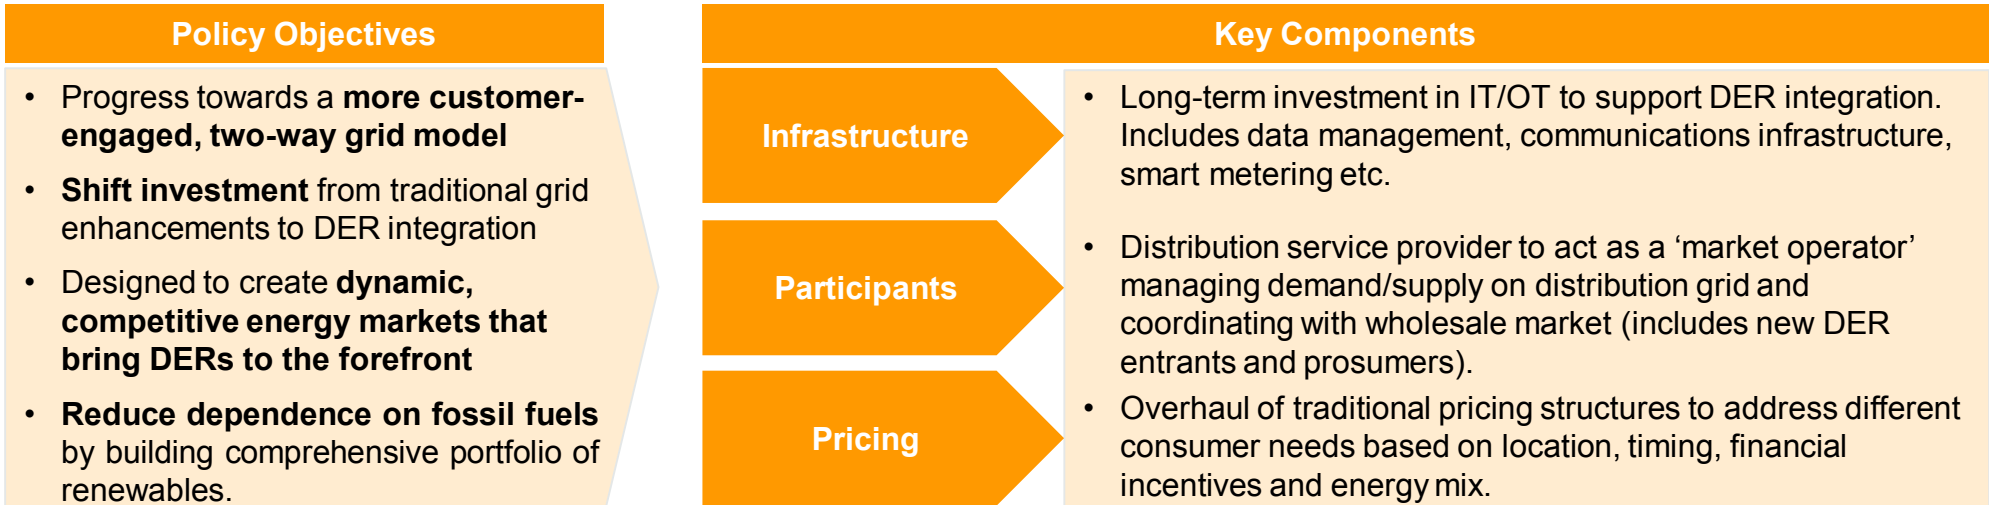 Policy Objectives
• Progress towards a more customer-
engaged, two-way grid model
• Shift investment from traditional grid
enhancements to DER integration
• Designed to create dynamic,
competitive energy markets that
bring DERs to the forefront
• Reduce dependence on fossil fuels
by building comprehensive portfolio of
renewables.
Key Components
Infrastructure
• Long-term investment in IT/OT to support DER integration.
Includes data management, communications infrastructure,
smart metering etc.
Participants
• Distribution service provider to act as a ‘market operator’
managing demand/supply on distribution grid and
coordinating with wholesale market (includes new DER
entrants and prosumers).
Pricing
• Overhaul of traditional pricing structures to address different
consumer needs based on location, timing, financial
incentives and energy mix.